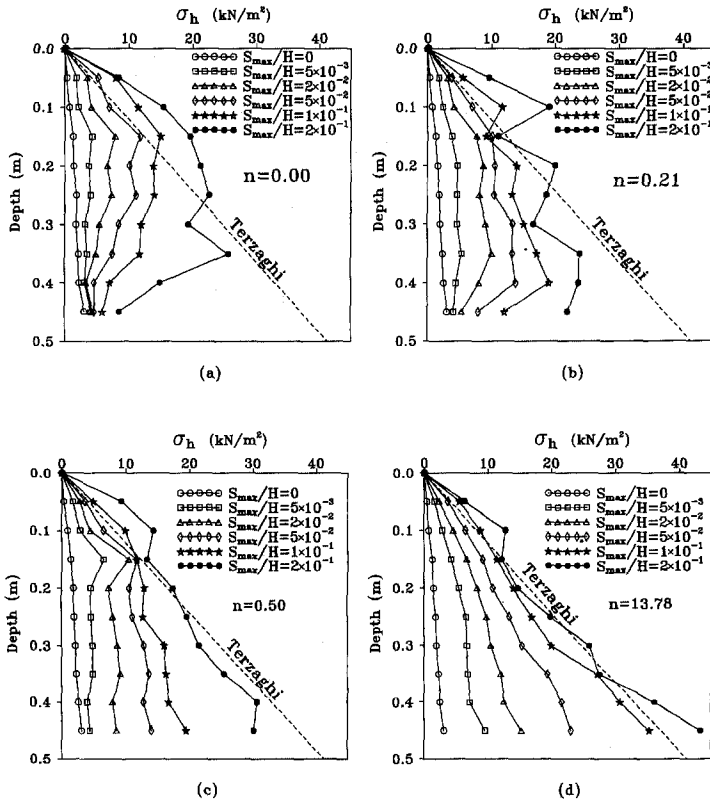 σh (kN/m²)
0 10 20 30 40
0.0
0.1
0.2
0.3
0.4
0.5
Depth (m)
Smax/H=0
Smax/H=5×10⁻³
Smax/H=2×10⁻²
Smax/H=5×10⁻²
Smax/H=1×10⁻¹
Smax/H=2×10⁻¹
n=0.00
Terzaghi
(a)
σh (kN/m²)
0 10 20 30 40
0.0
0.1
0.2
0.3
0.4
0.5
Depth (m)
Smax/H=0
Smax/H=5×10⁻³
Smax/H=2×10⁻²
Smax/H=5×10⁻²
Smax/H=1×10⁻¹
Smax/H=2×10⁻¹
n=0.21
Terzaghi
(b)
σh (kN/m²)
0 10 20 30 40
0.0
0.1
0.2
0.3
0.4
0.5
Depth (m)
Smax/H=0
Smax/H=5×10⁻³
Smax/H=2×10⁻²
Smax/H=5×10⁻²
Smax/H=1×10⁻¹
Smax/H=2×10⁻¹
n=0.50
Terzaghi
(c)
σh (kN/m²)
0 10 20 30 40
0.0
0.1
0.2
0.3
0.4
0.5
Depth (m)
Smax/H=0
Smax/H=5×10⁻³
Smax/H=2×10⁻²
Smax/H=5×10⁻²
Smax/H=1×10⁻¹
Smax/H=2×10⁻¹
n=13.78
Terzaghi
(d)